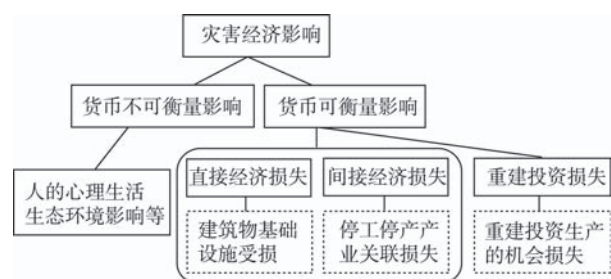 灾害经济影响
货币不可衡量影响
货币可衡量影响
人的心理生活
生态环境影响等
直接经济损失
间接经济损失
重建投资损失
建筑物基础
设施受损
停工停产产
业关联损失
重建投资生产
的机会损失